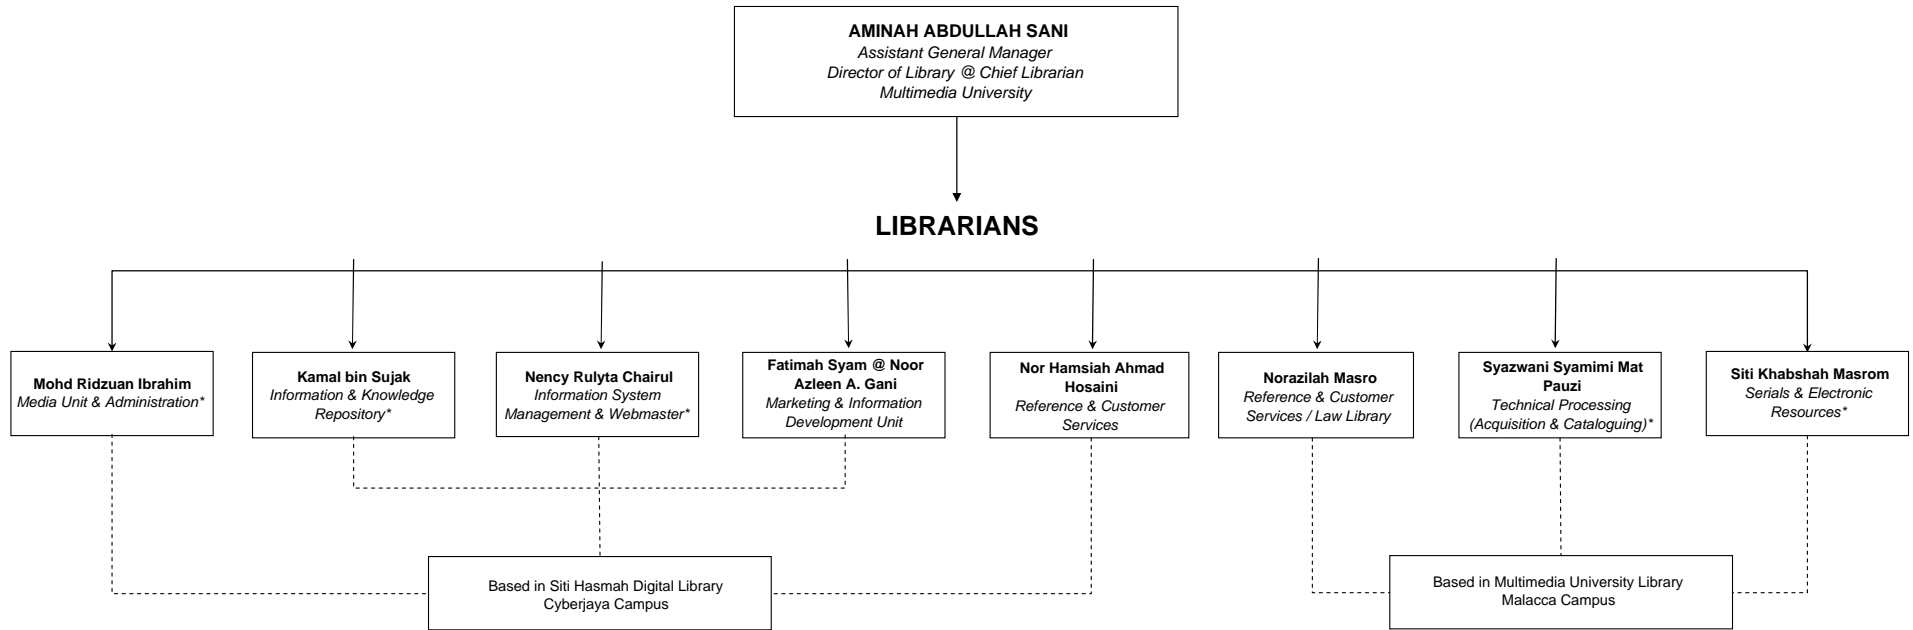 AMINAH ABDULLAH SANI
Assistant General Manager
Director of Library @ Chief Librarian
Multimedia University
LIBRARIANS
Mohd Ridzuan Ibrahim
Media Unit & Administration*
Kamal bin Sujak
Information & Knowledge
Repository*
Nency Rulyta Chairul
Information System
Management & Webmaster*
Fatimah Syam @ Noor
Azleen A. Gani
Marketing & Information
Development Unit
Nor Hamsiah Ahmad
Hosaini
Reference & Customer
Services
Norazilah Masro
Reference & Customer
Services / Law Library
Syazwani Syamimi Mat
Pauzi
Technical Processing
(Acquisition & Cataloguing)*
Siti Khabshah Masrom
Serials & Electronic
Resources*
Based in Siti Hasmah Digital Library
Cyberjaya Campus
Based in Multimedia University Library
Malacca Campus